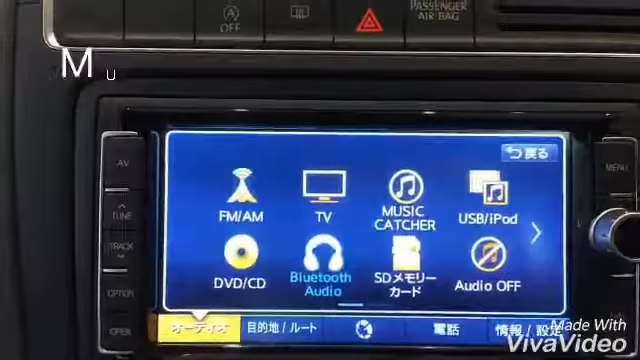 OFF
PASSENGER
AIR BAG
M U
AV
戻る
MENU
FM/AM
TV
MUSIC
CATCHER
USB/iPod
TUNE
TRACK
DVD/CD
Bluetooth
Audio
SDメモリー
カード
Audio OFF
OPTION
OPEN
オーディオ
目的地 / ルート
電話
情報 / 設定
Made With
VivaVideo